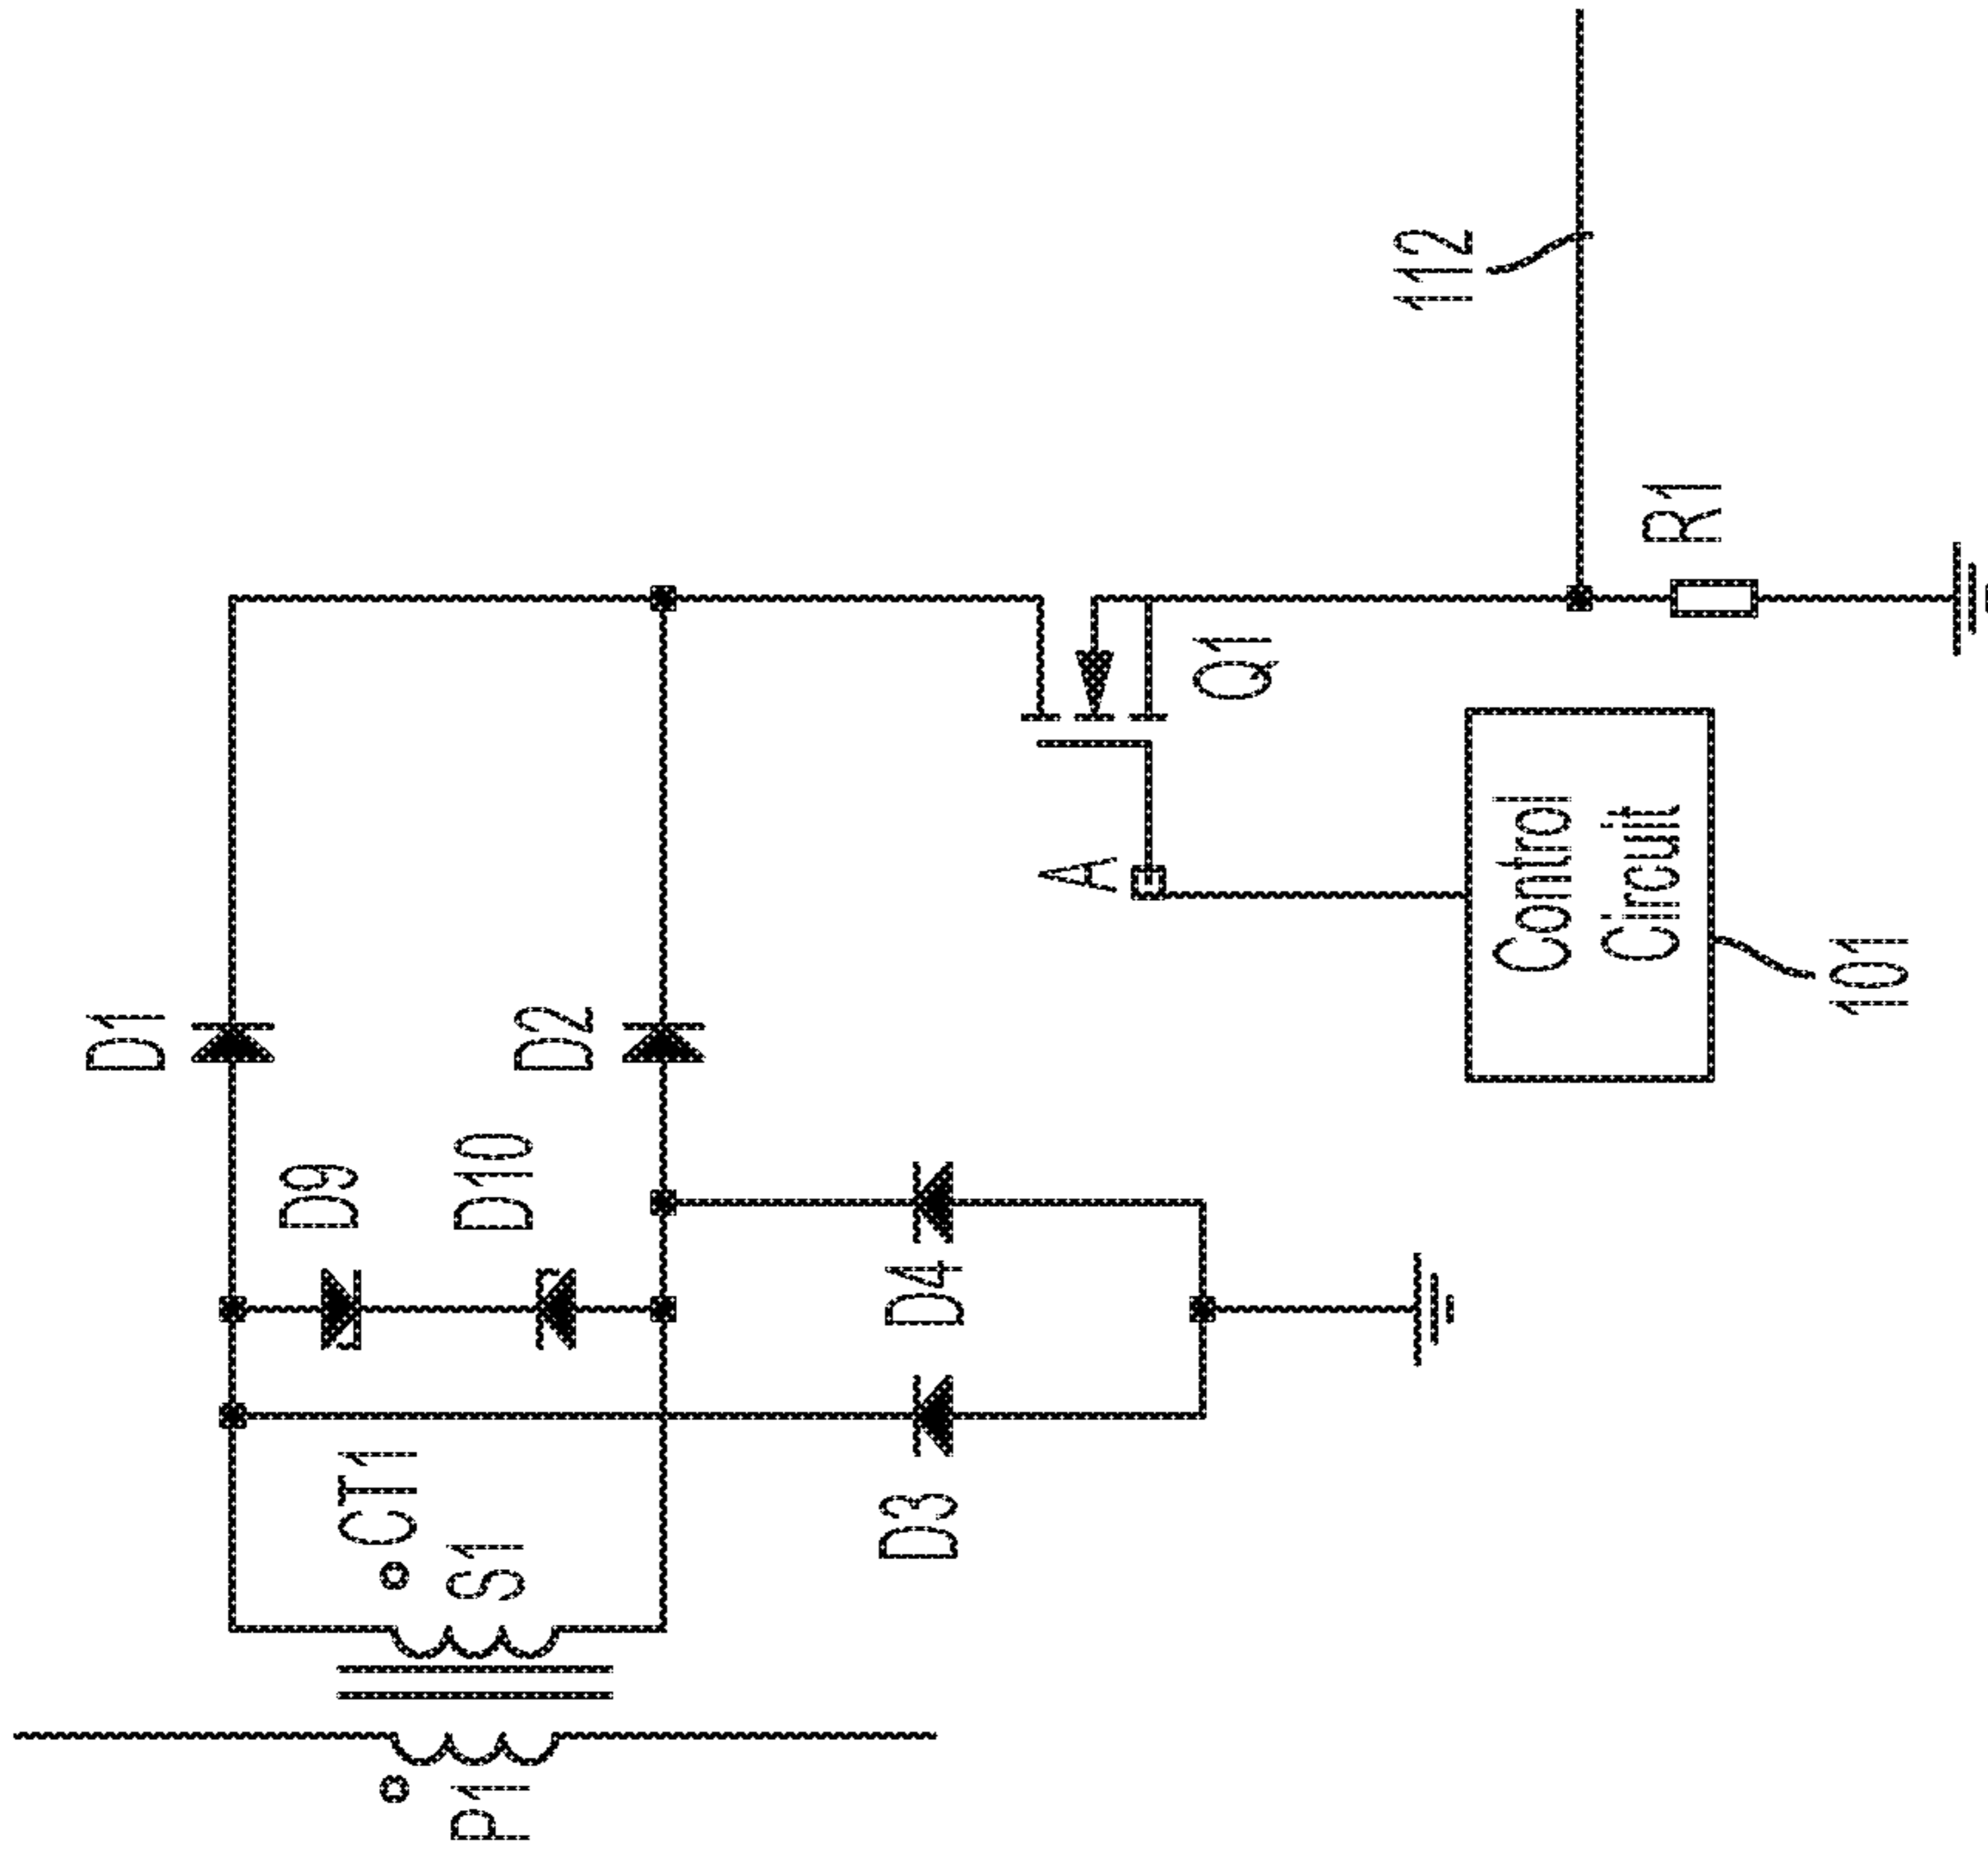 P1
CT1
S1
D9
D10
D1
D2
D3
D4
A
Q1
Control
Circuit
101
R1
112